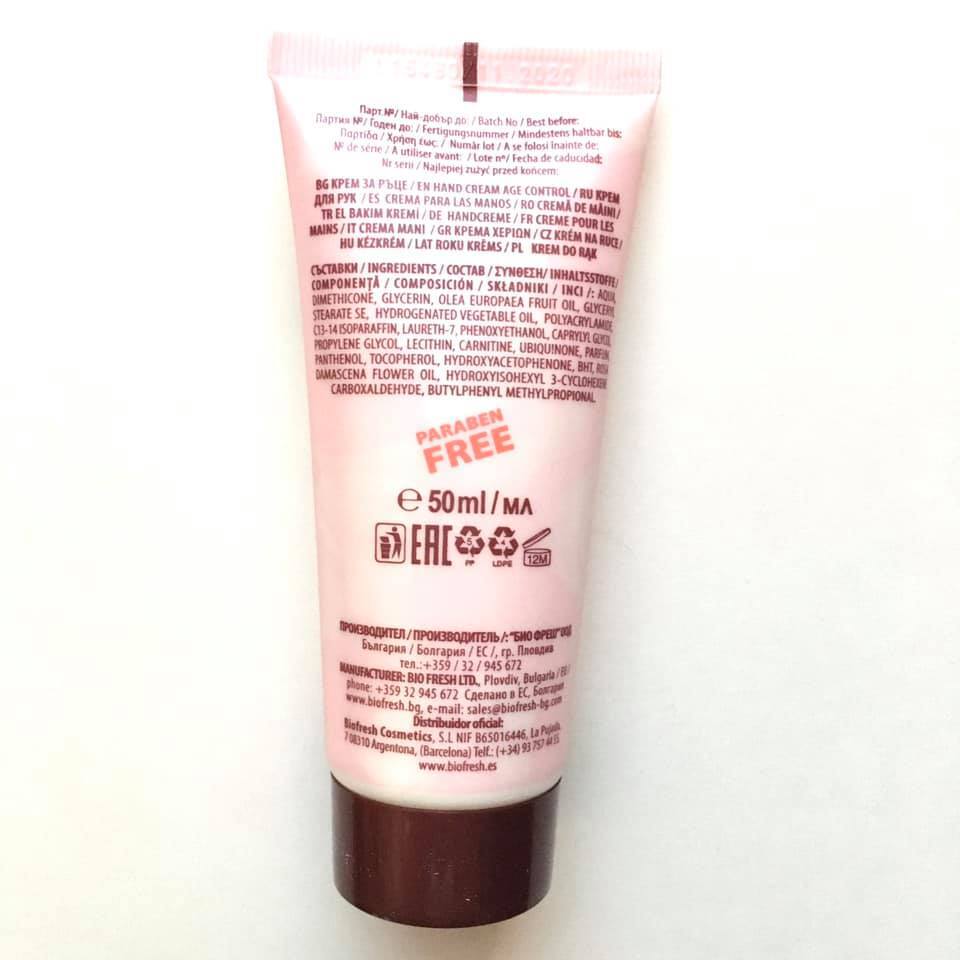 11 2020
Парт №/ Най-добър до: / Batch No / Best before:
Партия №/ Годен до: / Fertigungsnummer / Mindestens haltbar bis:
Παρτίδα / Χρήση έως: / Număr lot / A se folosi înainte de:
№ de série / A utiliser avant: / Lote n°/ Fecha de caducidad:
Nr serii / Najlepiej zużyć przed końcem:
BG КРЕМ ЗА РЪЦЕ / EN HAND CREAM AGE CONTROL / RU КРЕМ
ДЛЯ РУК / ES CREMA PARA LAS MANOS / RO CREMĂ DE MÂINI /
TR EL BAKIM KREMİ / DE HANDCREME / FR CREME POUR LES
MAINS / IT CREMA MANI / GR ΚΡΕΜΑ ΧΕΡΙΩΝ / CZ KRÉM NA RUCE /
HU KÉZKRÉM / LAT ROKU KRĒMS / PL KREM DO RĄK
СЪСТАВКИ / INGREDIENTS / СОСТАВ / ΣΥΝΘΕΣΗ/ INHALTSSTOFFE/
COMPONENŢĂ / COMPOSICIÓN / SKŁADNIKI / INCI /: AQUA,
DIMETHICONE, GLYCERIN, OLEA EUROPAEA FRUIT OIL, GLYCERYL
STEARATE SE, HYDROGENATED VEGETABLE OIL, POLYACRYLAMIDE,
C13-14 ISOPARAFFIN, LAURETH-7, PHENOXYETHANOL, CAPRYLYL GLYCOL,
PROPYLENE GLYCOL, LECITHIN, CARNITINE, UBIQUINONE, PARFUM,
PANTHENOL, TOCOPHEROL, HYDROXYACETOPHENONE, BHT, ROSA
DAMASCENA FLOWER OIL, HYDROXYISOHEXYL 3-CYCLOHEXENE
CARBOXALDEHYDE, BUTYLPHENYL METHYLPROPIONAL.
PARABEN
FREE
℮ 50 ml / мл
EAC 5 PP 4 LDPE 12M
ПРОИЗВОДИТЕЛ / ПРОИЗВОДИТЕЛЬ /: "БИО ФРЕШ" ООД
България / Болгария / ЕС /, гр. Пловдив
тел.:+359 / 32 / 945 672
MANUFACTURER: BIO FRESH LTD., Plovdiv, Bulgaria / EU /
phone: +359 32 945 672 Сделано в ЕС, Болгария
www.biofresh.bg, e-mail: sales@biofresh-bg.com
Distribuidor oficial:
Biofresh Cosmetics, S.L NIF B65016446, La Pujada,
7 08310 Argentona, (Barcelona) Telf.: (+34) 93 757 44 55
www.biofresh.es